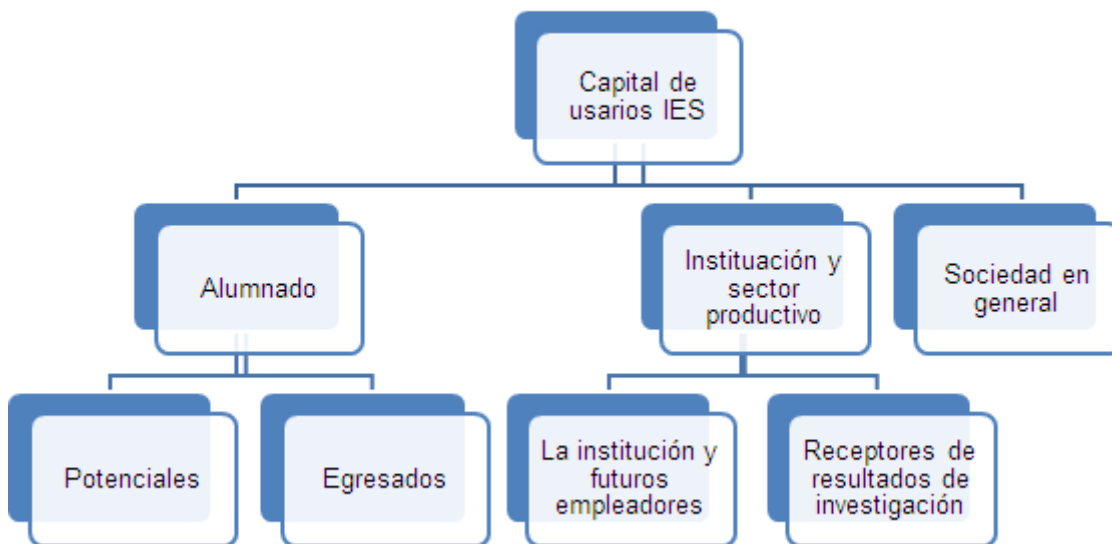 Capital de
usarios IES
Alumnado
Instituación y
sector
productivo
Sociedad en
general
Potenciales
Egresados
La institución y
futuros
empleadores
Receptores de
resultados de
investigación